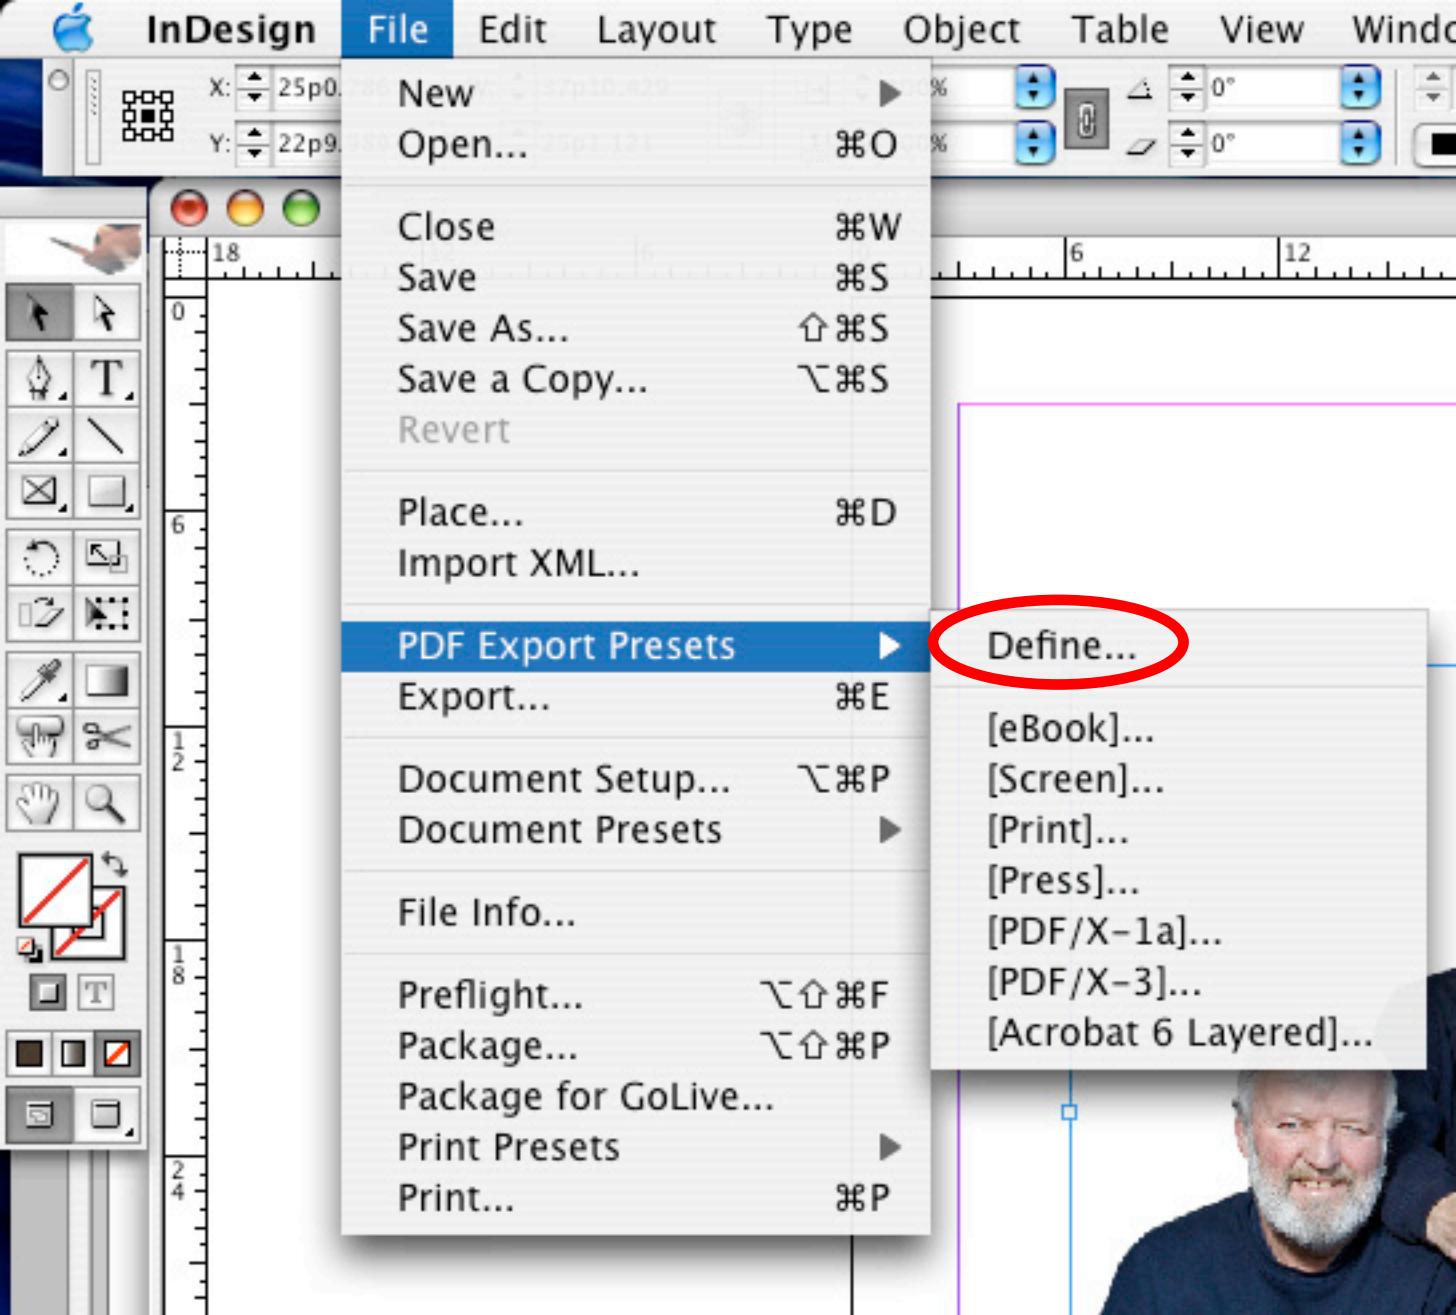 InDesign File Edit Layout Type Object Table View Windo
X: 25p0. % 0°
Y: 22p9. % 0°
New
Open... ⌘O
Close ⌘W
Save ⌘S
Save As... ⇧⌘S
Save a Copy... ⌥⌘S
Revert
Place... ⌘D
Import XML...
PDF Export Presets
Export... ⌘E
Document Setup... ⌥⌘P
Document Presets
File Info...
Preflight... ⌥⇧⌘F
Package... ⌥⇧⌘P
Package for GoLive...
Print Presets
Print... ⌘P
Define...
[eBook]...
[Screen]...
[Print]...
[Press]...
[PDF/X-1a]...
[PDF/X-3]...
[Acrobat 6 Layered]...
18 6 12
0
6
12
18
24
T
T